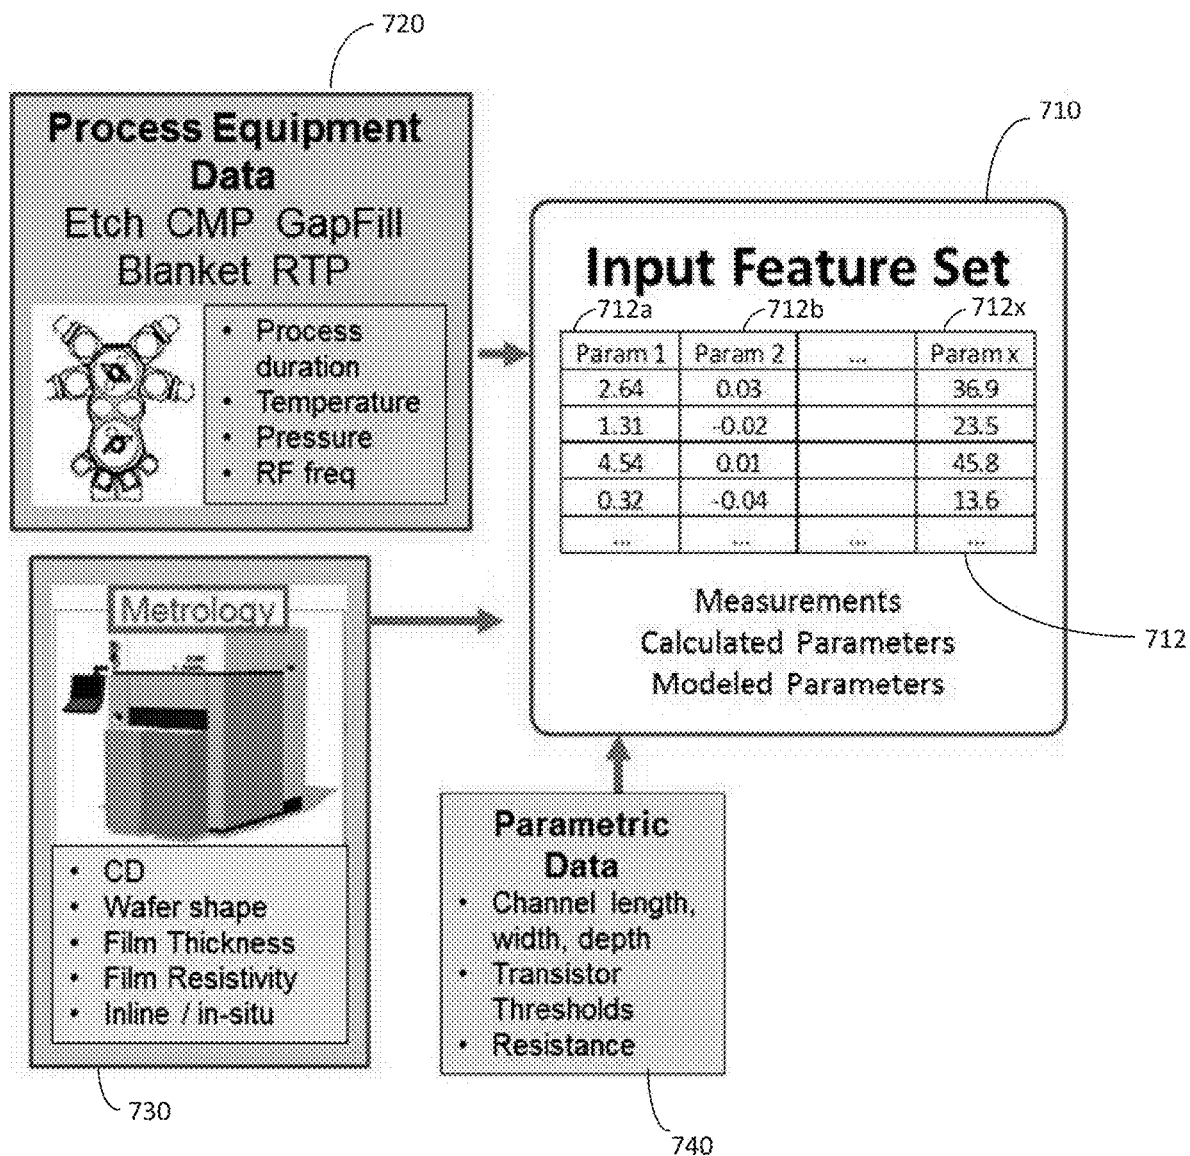 720
Process Equipment
Data
Etch CMP GapFill
Blanket RTP
• Process
duration
• Temperature
• Pressure
• RF freq
710
Input Feature Set
712a 712b 712x
Param 1 Param 2 ... Param x
2.64 0.03 36.9
1.31 -0.02 23.5
4.54 0.01 45.8
0.32 -0.04 13.6
... ... ... ...
Measurements
Calculated Parameters
Modeled Parameters
712
Metrology
• CD
• Wafer shape
• Film Thickness
• Film Resistivity
• Inline / in-situ
730
Parametric
Data
• Channel length,
width, depth
• Transistor
Thresholds
• Resistance
740